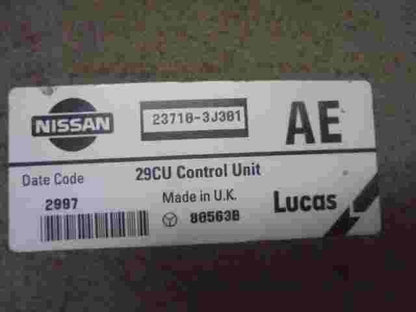 NISSAN
23710-3J301
AE
Date Code
29CU Control Unit
2997
Made in U.K.
80563B
Lucas